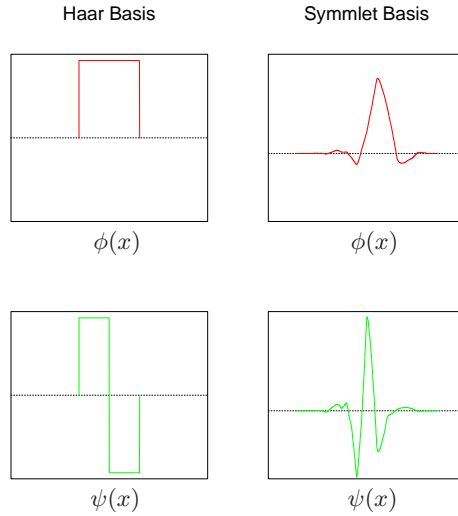 Haar Basis Symmlet Basis
ϕ(x) ϕ(x)
ψ(x) ψ(x)